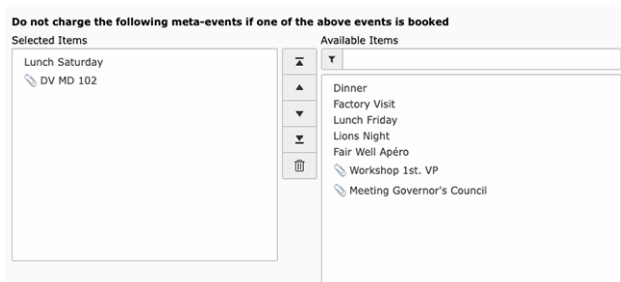 Do not charge the following meta-events if one of the above events is booked
Selected Items
Lunch Saturday
DV MD 102
Available Items
Dinner
Factory Visit
Lunch Friday
Lions Night
Fair Well Apéro
Workshop 1st. VP
Meeting Governor's Council